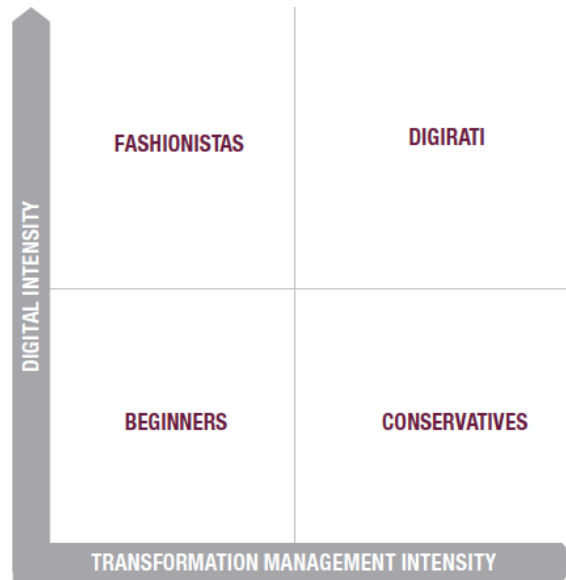 FASHIONISTAS
DIGIRATI
DIGITAL INTENSITY
BEGINNERS
CONSERVATIVES
TRANSFORMATION MANAGEMENT INTENSITY